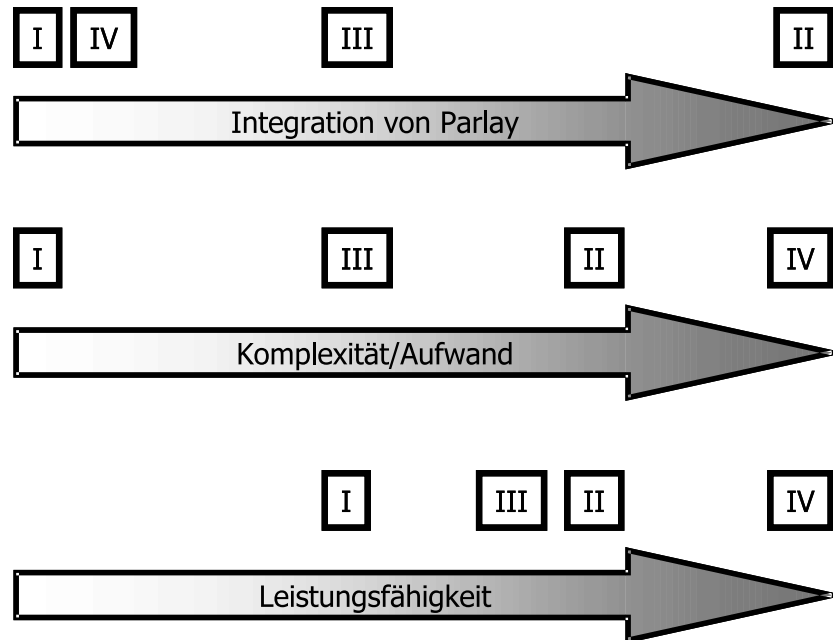 I IV III II
Integration von Parlay
I III II IV
Komplexität/Aufwand
I III II IV
Leistungsfähigkeit